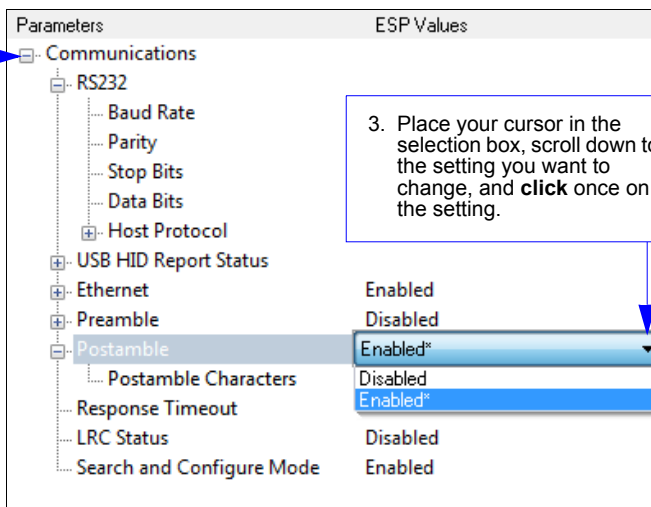 Parameters ESP Values
Communications
RS232
Baud Rate
Parity
Stop Bits
Data Bits
Host Protocol
3. Place your cursor in the
selection box, scroll down to
the setting you want to
change, and click once on
the setting.
USB HID Report Status
Ethernet Enabled
Preamble Disabled
Postamble Enabled*
Postamble Characters Disabled
Enabled*
Response Timeout
LRC Status Disabled
Search and Configure Mode Enabled